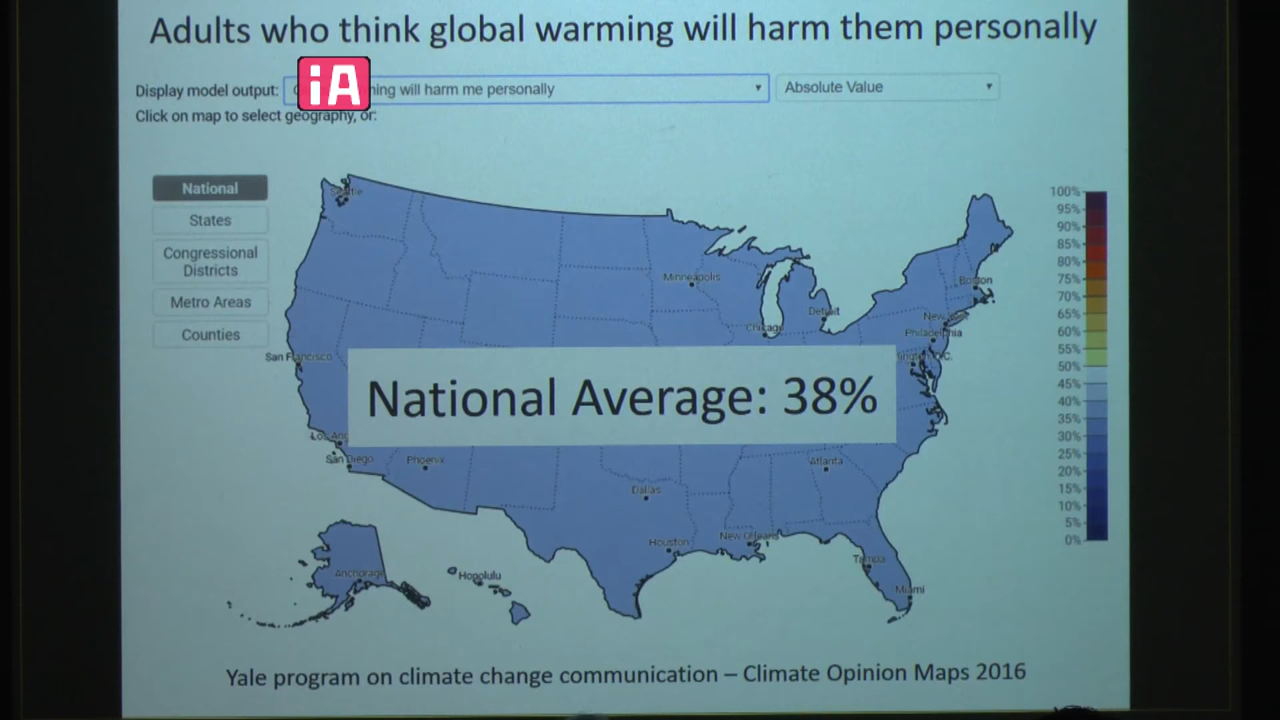 Adults who think global warming will harm them personally
Display model output:
iA
ning will harm me personally
Absolute Value
Click on map to select geography, or:
National
States
Congressional
Districts
Metro Areas
Counties
100%
95%
90%
85%
80%
75%
70%
65%
60%
55%
50%
45%
40%
35%
30%
25%
20%
15%
10%
5%
0%
Seattle
Minneapolis
Boston
Detroit
Chicago
New
Philadelphia
San Francisco
National Average: 38%
Los Ang
San Diego
Phoenix
Atlanta
Dallas
Houston
New Orleans
Tampa
Miami
Anchorage
Honolulu
Yale program on climate change communication – Climate Opinion Maps 2016